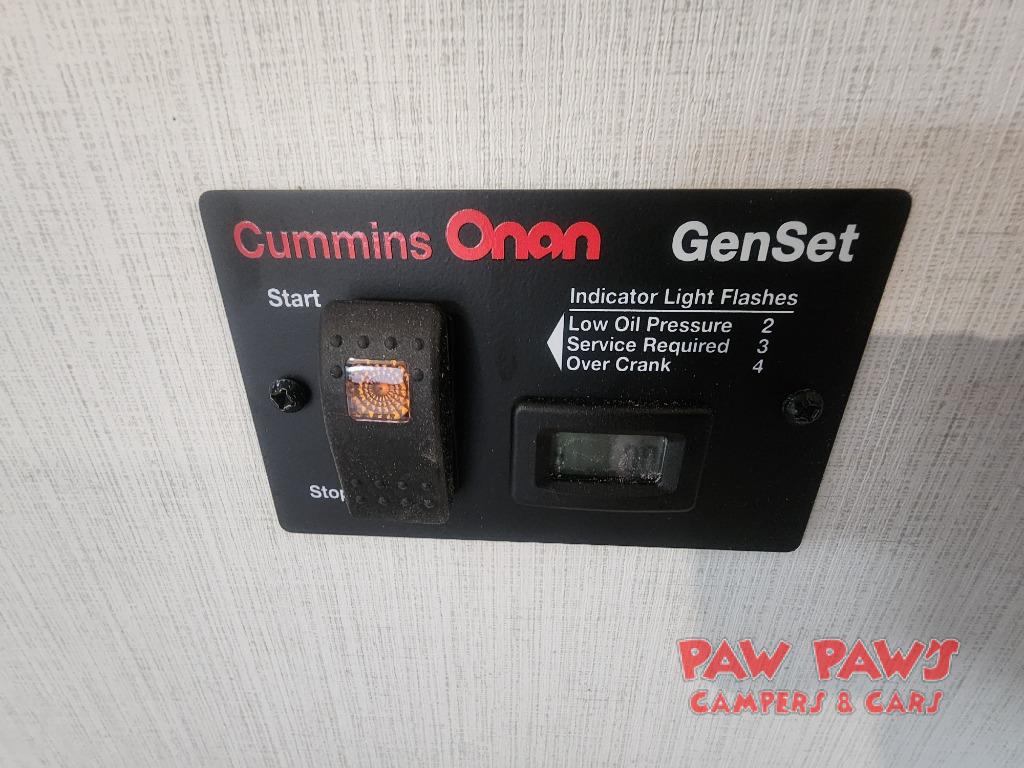 Cummins Onan GenSet
Start
Indicator Light Flashes
Low Oil Pressure 2
Service Required 3
Over Crank 4
Stop
PAW PAW'S
CAMPERS & CARS